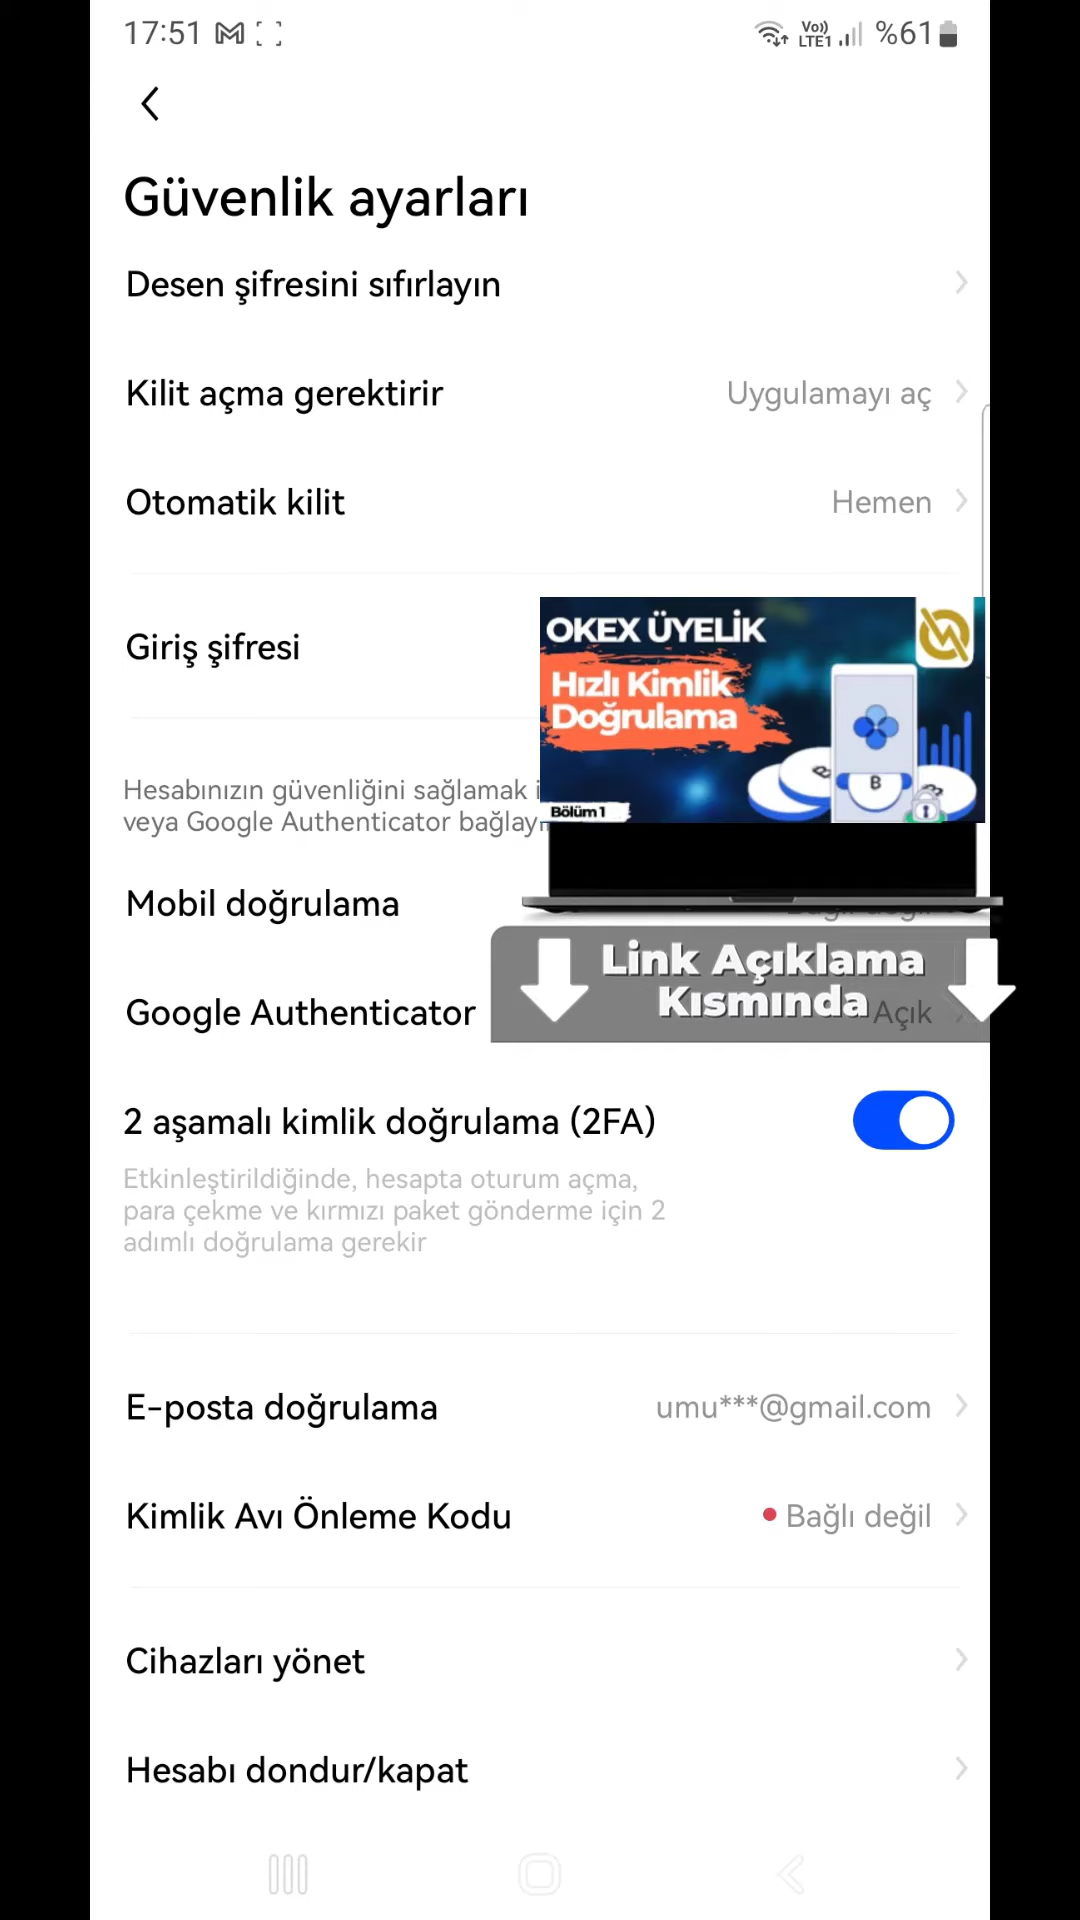 17:51
Vo))
LTE1
%61
Güvenlik ayarları
Desen şifresini sıfırlayın
Kilit açma gerektirir
Uygulamayı aç
Otomatik kilit
Hemen
Giriş şifresi
OKEX ÜYELİK
Hızlı Kimlik
Doğrulama
Bölüm 1
Hesabınızın güvenliğini sağlamak
veya Google Authenticator
Mobil doğrulama
Link Açıklama
Kısmında
Google Authenticator
Açık
2 aşamalı kimlik doğrulama (2FA)
Etkinleştirildiğinde, hesapta oturum açma,
para çekme ve kırmızı paket gönderme için 2
adımlı doğrulama gerekir
E-posta doğrulama
umu***@gmail.com
Kimlik Avı Önleme Kodu
Bağlı değil
Cihazları yönet
Hesabı dondur/kapat